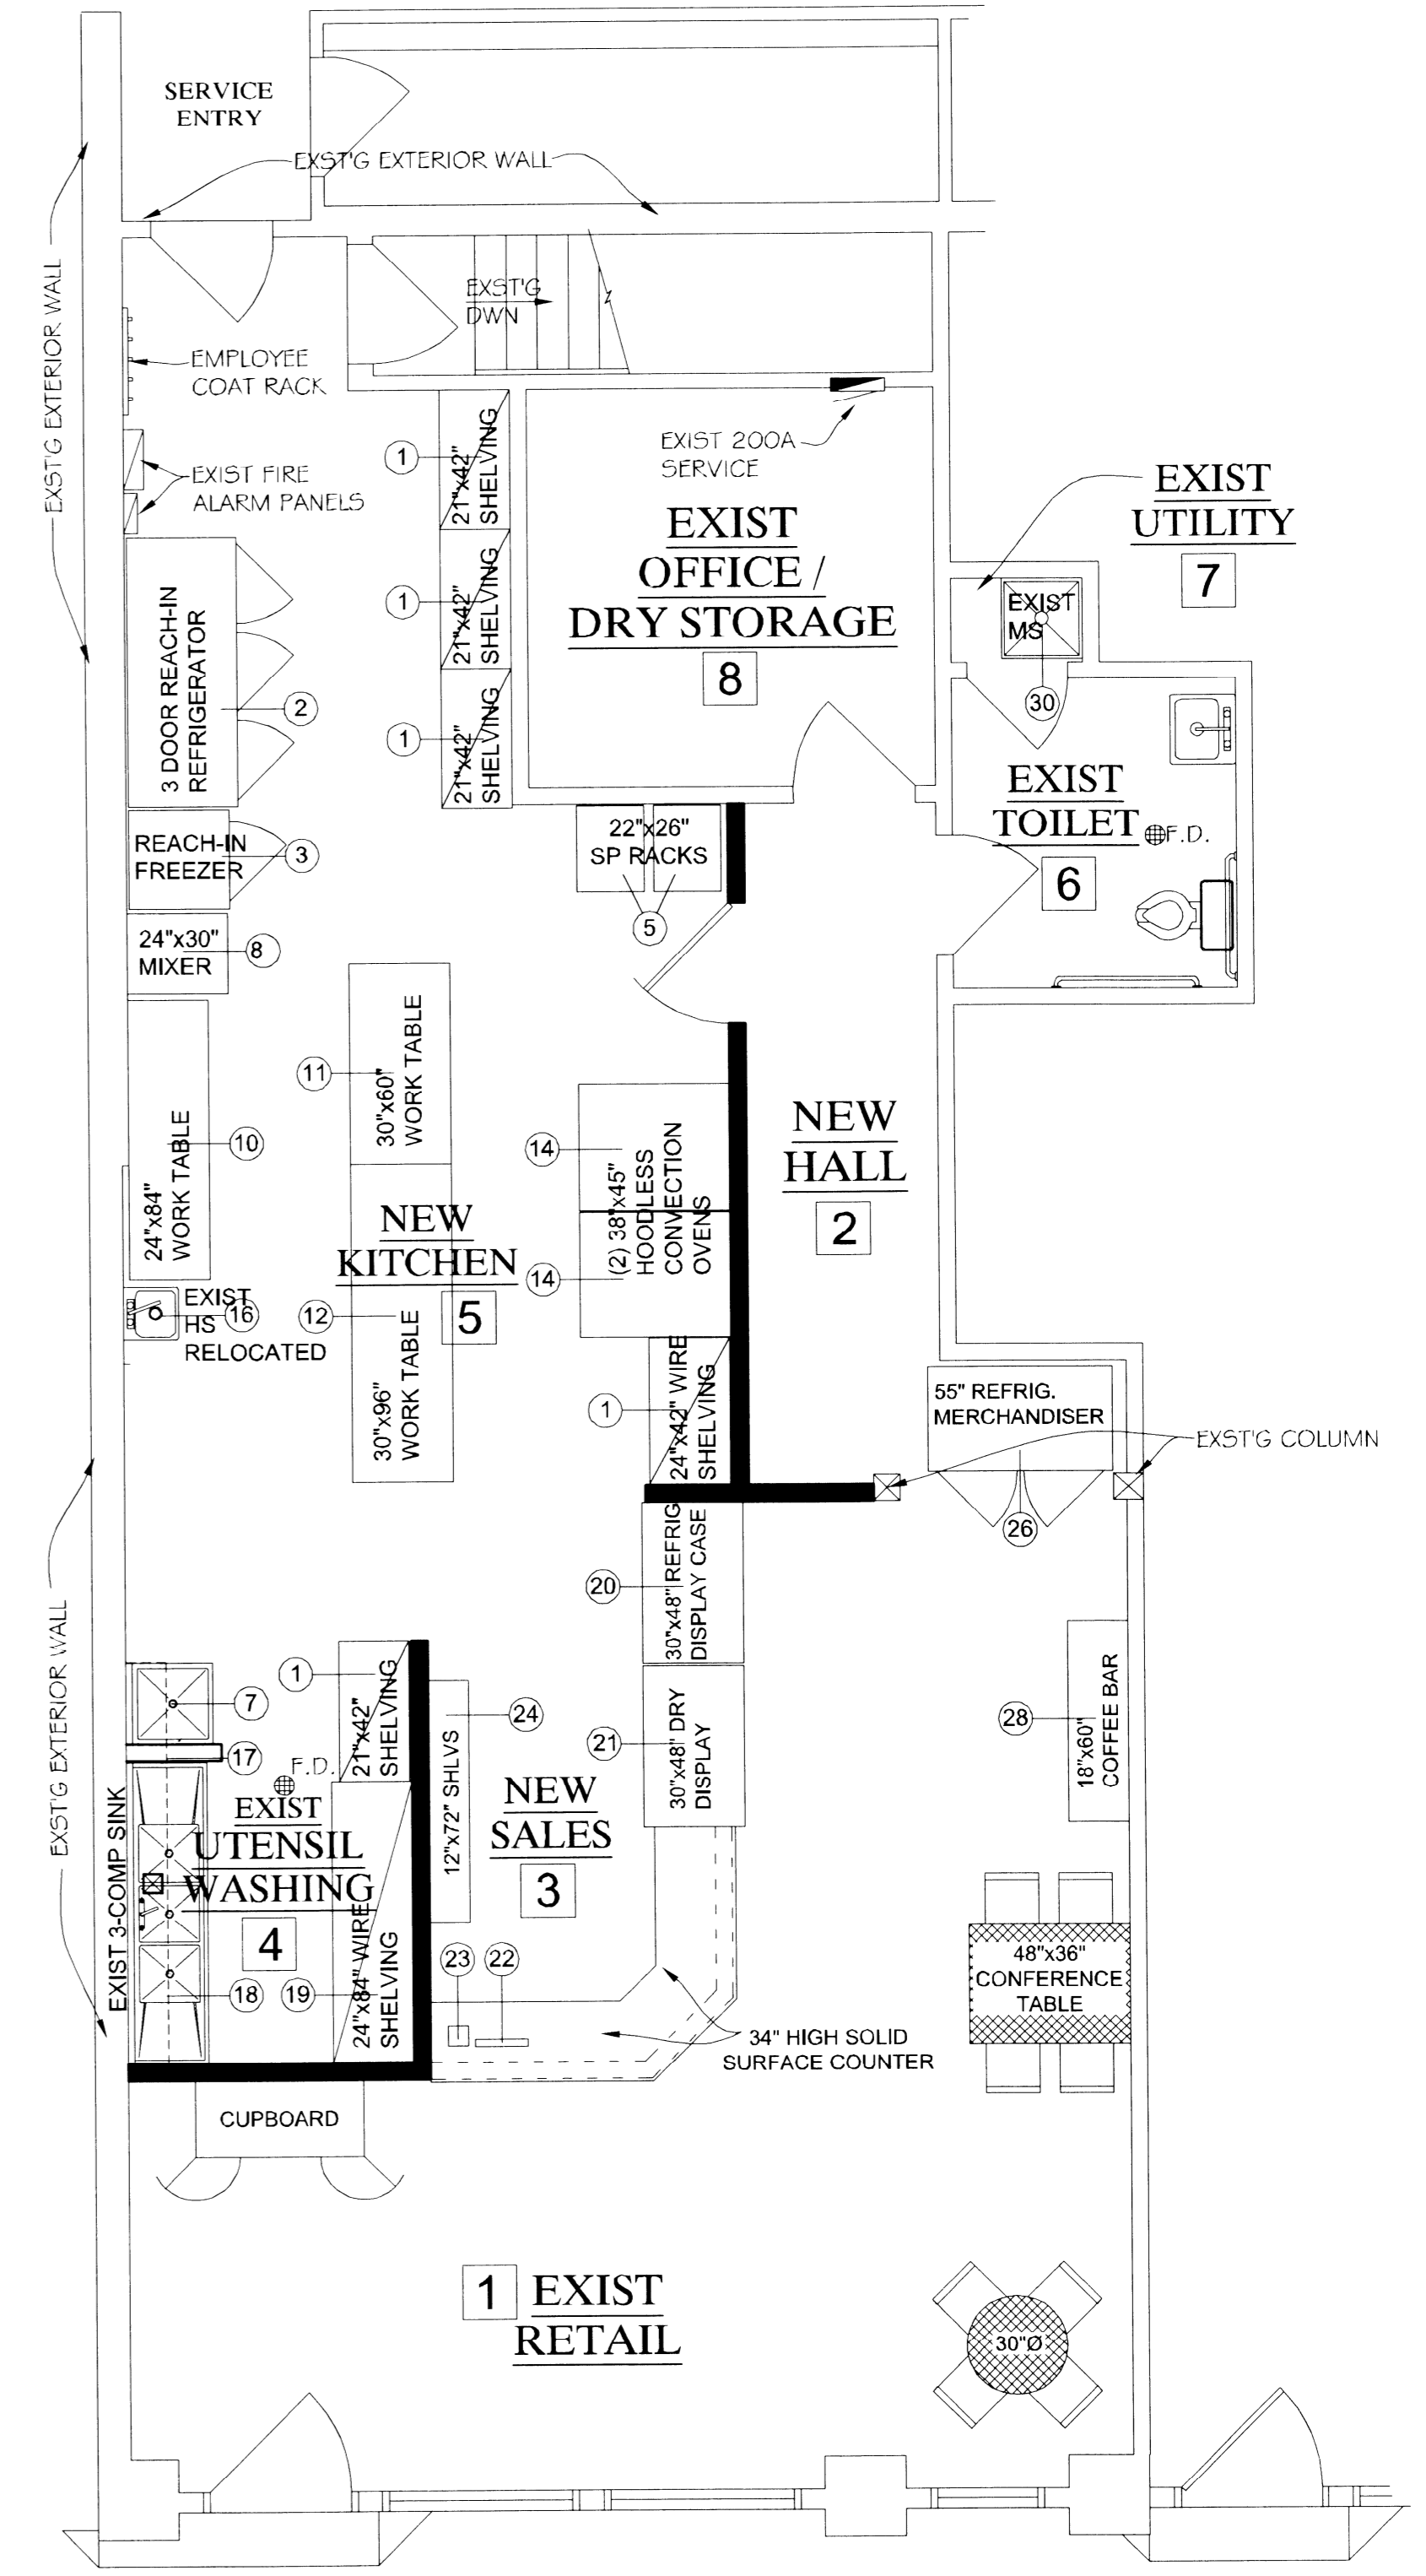 SERVICE
ENTRY
EXST'G EXTERIOR WALL
EXST'G EXTERIOR WALL
EXST'G
DWN
EMPLOYEE
COAT RACK
EXIST FIRE
ALARM PANELS
1
21"x42"
SHELVING
1
21"x42"
SHELVING
1
21"x42"
SHELVING
EXIST 200A
SERVICE
EXIST
OFFICE /
DRY STORAGE
8
EXIST
UTILITY
7
EXIST
MS
30
3 DOOR REACH-IN
REFRIGERATOR
2
EXIST
TOILET
F.D.
6
REACH-IN
FREEZER
3
22"x26"
SP RACKS
5
24"x30"
MIXER
8
11
30"x60"
WORK TABLE
24"x84"
WORK TABLE
10
14
14
(2) 38"x45"
HOODLESS
CONVECTION
OVENS
NEW
HALL
2
NEW
KITCHEN
5
EXIST
HS
RELOCATED
16
12
30"x96"
WORK TABLE
1
24"x42" WIRE
SHELVING
55" REFRIG.
MERCHANDISER
EXST'G COLUMN
26
EXST'G EXTERIOR WALL
20
30"x48" REFRIG
DISPLAY CASE
21
30"x48" DRY
DISPLAY
28
18"x60"
COFFEE BAR
7
1
21"x42"
SHELVING
24
12"x72" SHLVS
17
F.D.
EXIST
UTENSIL
WASHING
4
EXIST 3-COMP SINK
18
19
24"x84" WIRE
SHELVING
NEW
SALES
3
23
22
48"x36"
CONFERENCE
TABLE
34" HIGH SOLID
SURFACE COUNTER
CUPBOARD
1
EXIST
RETAIL
30"Ø